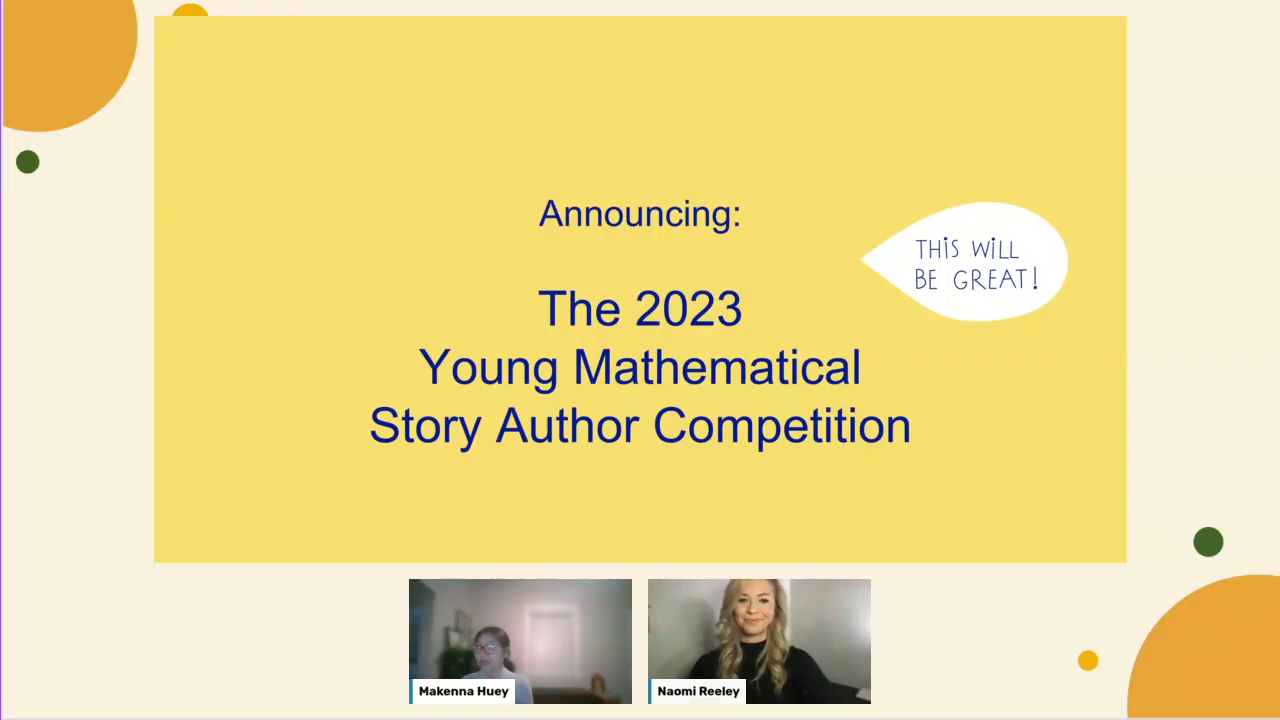 Announcing:
THiS WiLL
BE GREAT!
The 2023
Young Mathematical
Story Author Competition
Makenna Huey
Naomi Reeley